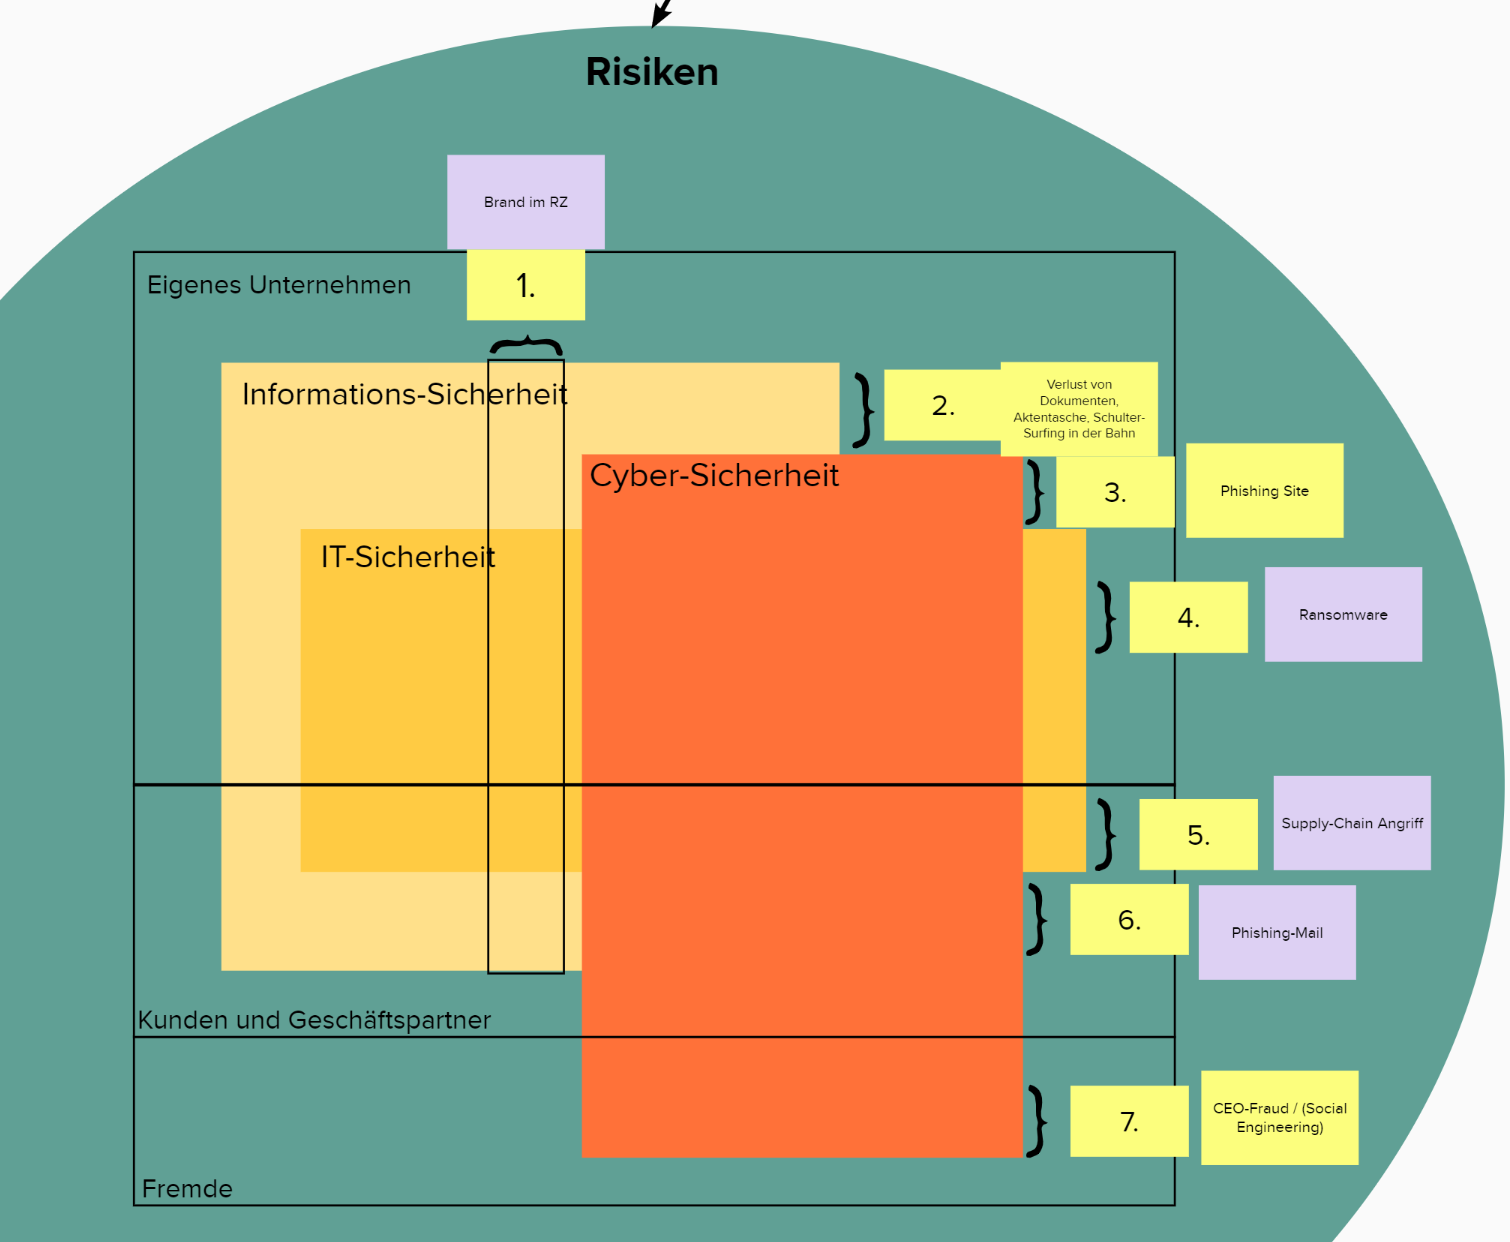 Risiken
Brand im RZ
Eigenes Unternehmen
1.
Informations-Sicherheit
2.
Verlust von
Dokumenten,
Aktentasche, Schulter-
Surfing in der Bahn
Cyber-Sicherheit
3.
Phishing Site
IT-Sicherheit
4.
Ransomware
5.
Supply-Chain Angriff
6.
Phishing-Mail
Kunden und Geschäftspartner
7.
CEO-Fraud / (Social
Engineering)
Fremde